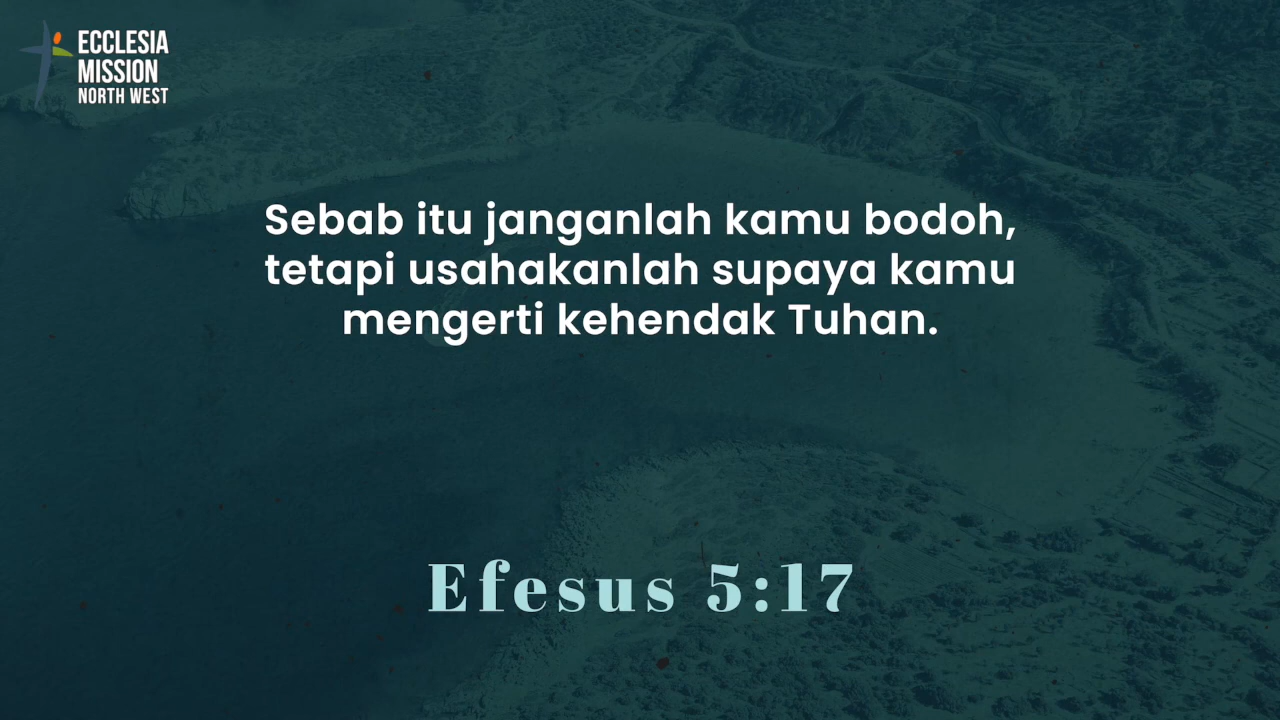 ECCLESIA
MISSION
NORTH WEST
Sebab itu janganlah kamu bodoh,
tetapi usahakanlah supaya kamu
mengerti kehendak Tuhan.
Efesus 5:17